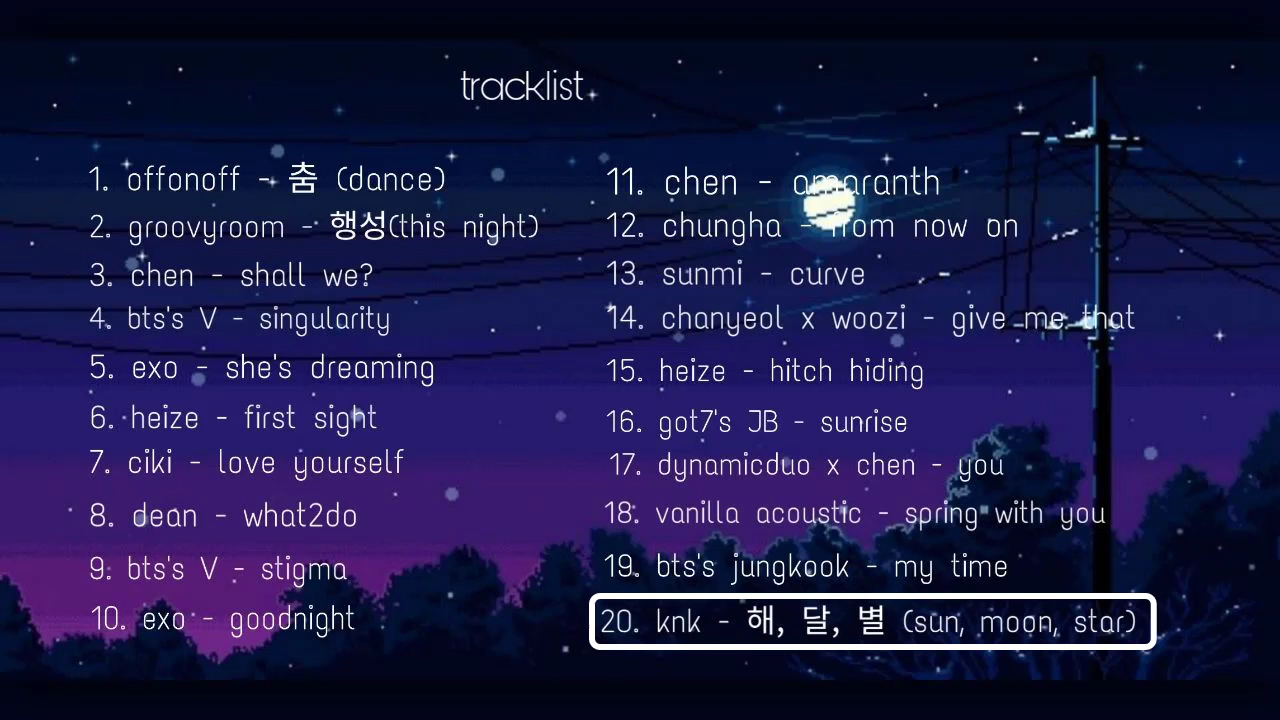 tracklist
1. offonoff - 춤 (dance)
2. groovyroom - 행성(this night)
3. chen - shall we?
4. bts's V - singularity
5. exo - she's dreaming
6. heize - first sight
7. ciki - love yourself
8. dean - what2do
9. bts's V - stigma
10. exo - goodnight
11. chen - amaranth
12. chungha - from now on
13. sunmi - curve
14. chanyeol x woozi - give me that
15. heize - hitch hiding
16. got7's JB - sunrise
17. dynamicduo x chen - you
18. vanilla acoustic - spring with you
19. bts's jungkook - my time
20. knk - 해, 달, 별 (sun, moon, star)